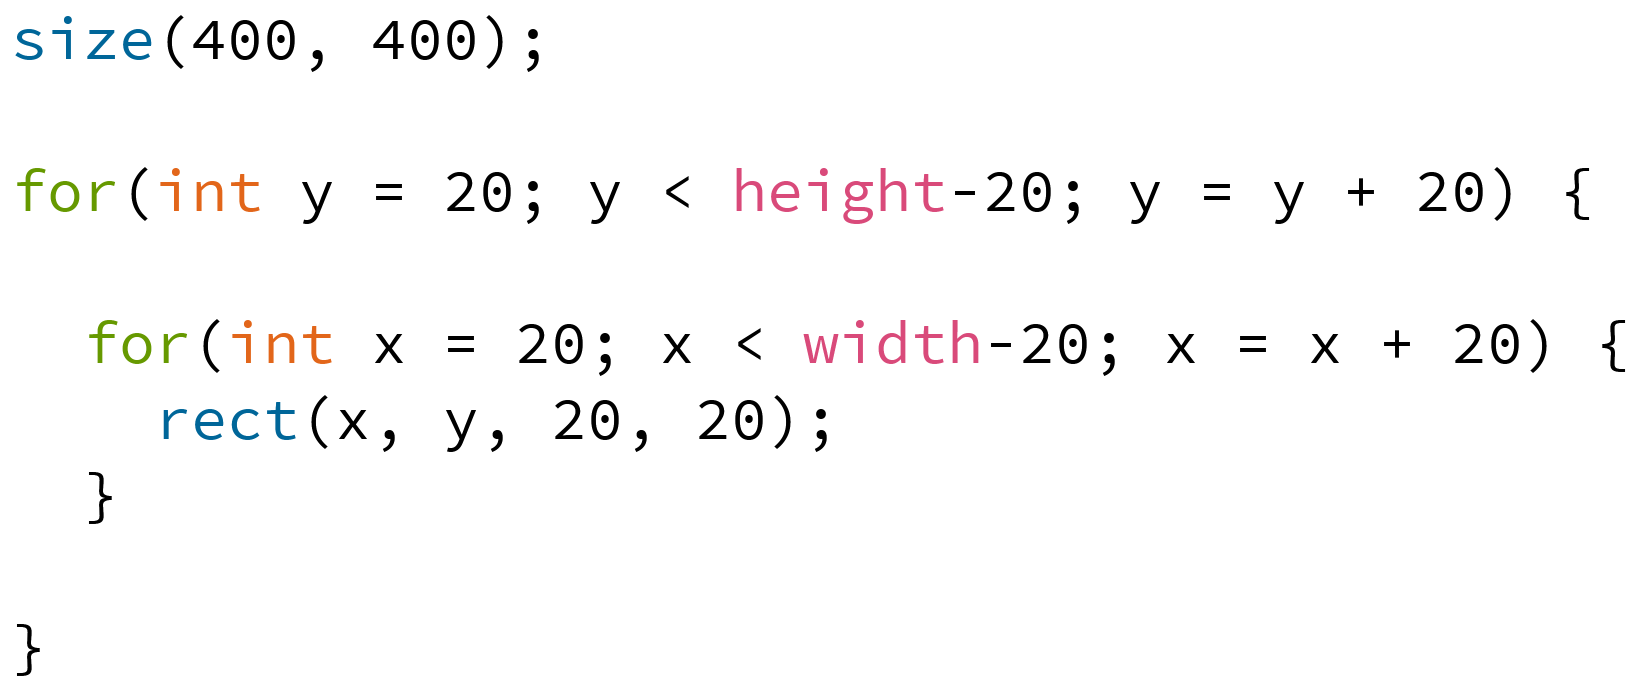 size(400, 400);
for(int y = 20; y < height-20; y = y + 20) {
for(int x = 20; x < width-20; x = x + 20) {
rect(x, y, 20, 20);
}
}